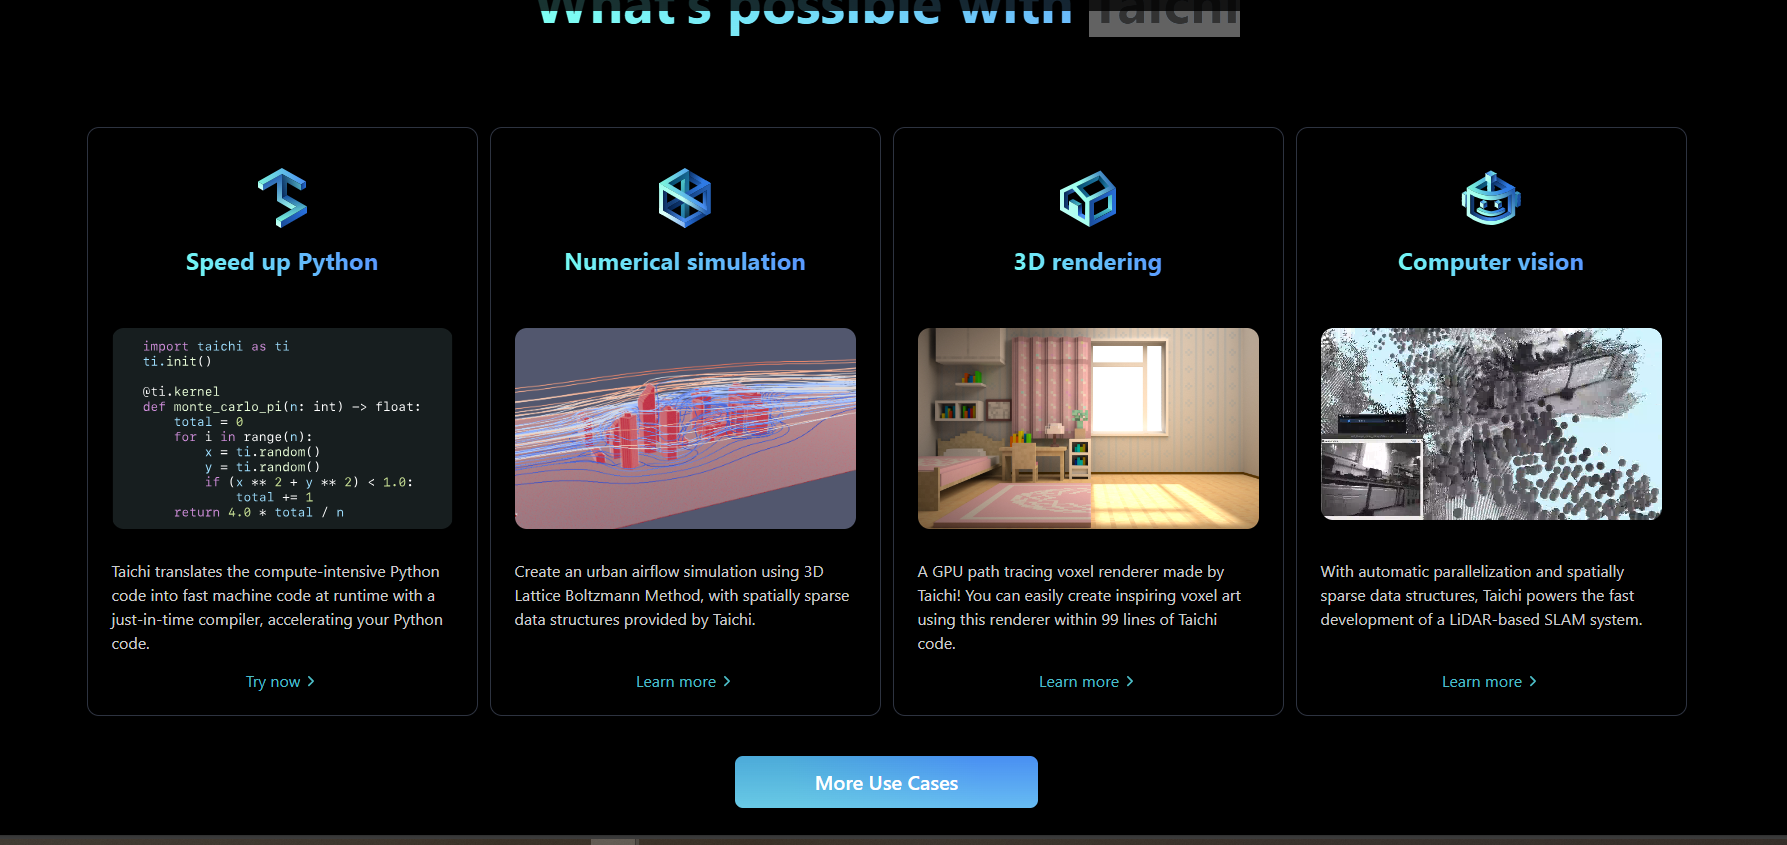 What's possible with Taichi
Speed up Python
import taichi as ti
ti.init()
@ti.kernel
def monte_carlo_pi(n: int) -> float:
total = 0
for i in range(n):
x = ti.random()
y = ti.random()
if (x ** 2 + y ** 2) < 1.0:
total += 1
return 4.0 * total / n
Taichi translates the compute-intensive Python
code into fast machine code at runtime with a
just-in-time compiler, accelerating your Python
code.
Try now
Numerical simulation
Create an urban airflow simulation using 3D
Lattice Boltzmann Method, with spatially sparse
data structures provided by Taichi.
Learn more
3D rendering
A GPU path tracing voxel renderer made by
Taichi! You can easily create inspiring voxel art
using this renderer within 99 lines of Taichi
code.
Learn more
Computer vision
With automatic parallelization and spatially
sparse data structures, Taichi powers the fast
development of a LiDAR-based SLAM system.
Learn more
More Use Cases